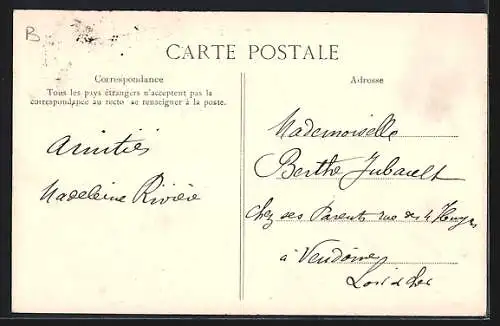 B
CARTE POSTALE
Correspondance
Tous les pays étrangers n'acceptent pas la
correspondance au recto se renseigner à la poste.
Amitiés
Madeleine Rivière
Adresse
Mademoiselle
Berthe Jubault
chez ses Parents rue des 4 Huyes
à Vendôme
Loir & Cher